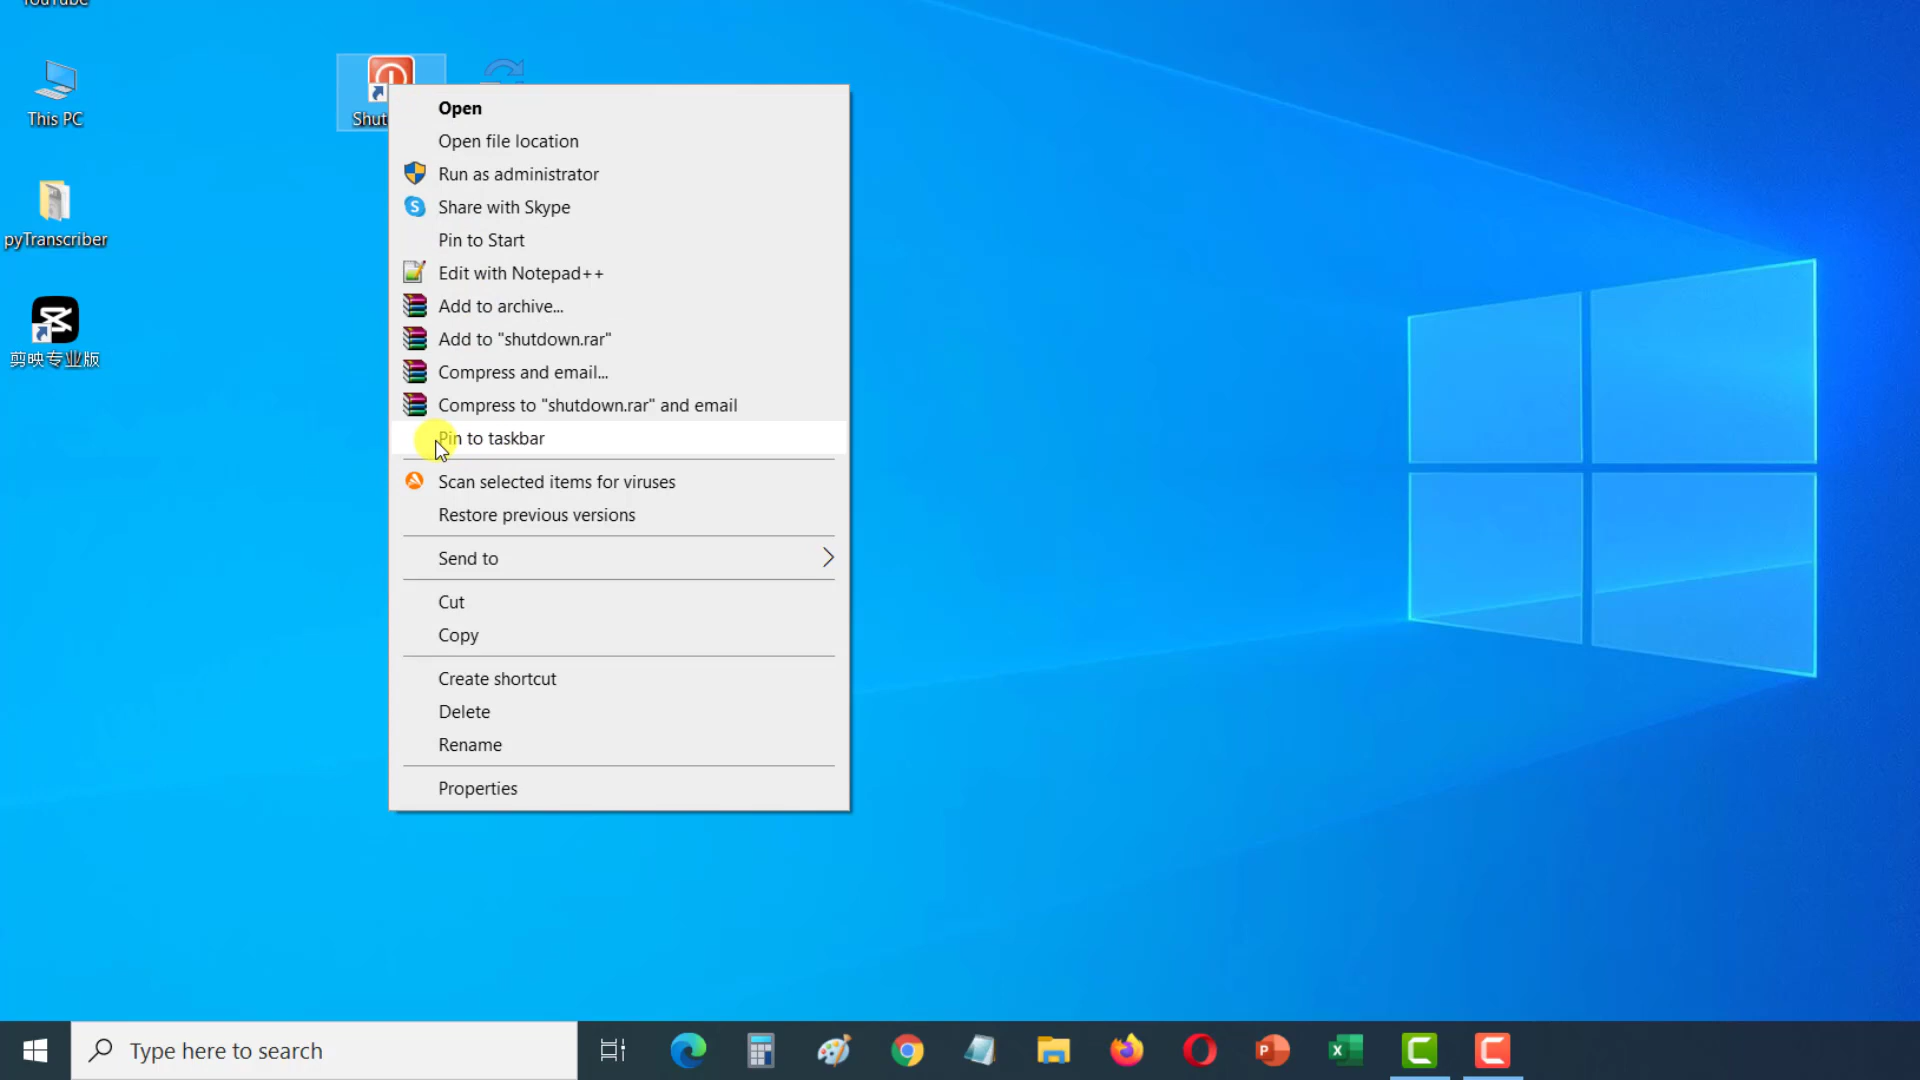 YouTube
This PC
pyTranscriber
剪映专业版
Shut
Open
Open file location
Run as administrator
Share with Skype
Pin to Start
Edit with Notepad++
Add to archive...
Add to "shutdown.rar"
Compress and email...
Compress to "shutdown.rar" and email
Pin to taskbar
Scan selected items for viruses
Restore previous versions
Send to
Cut
Copy
Create shortcut
Delete
Rename
Properties
Type here to search